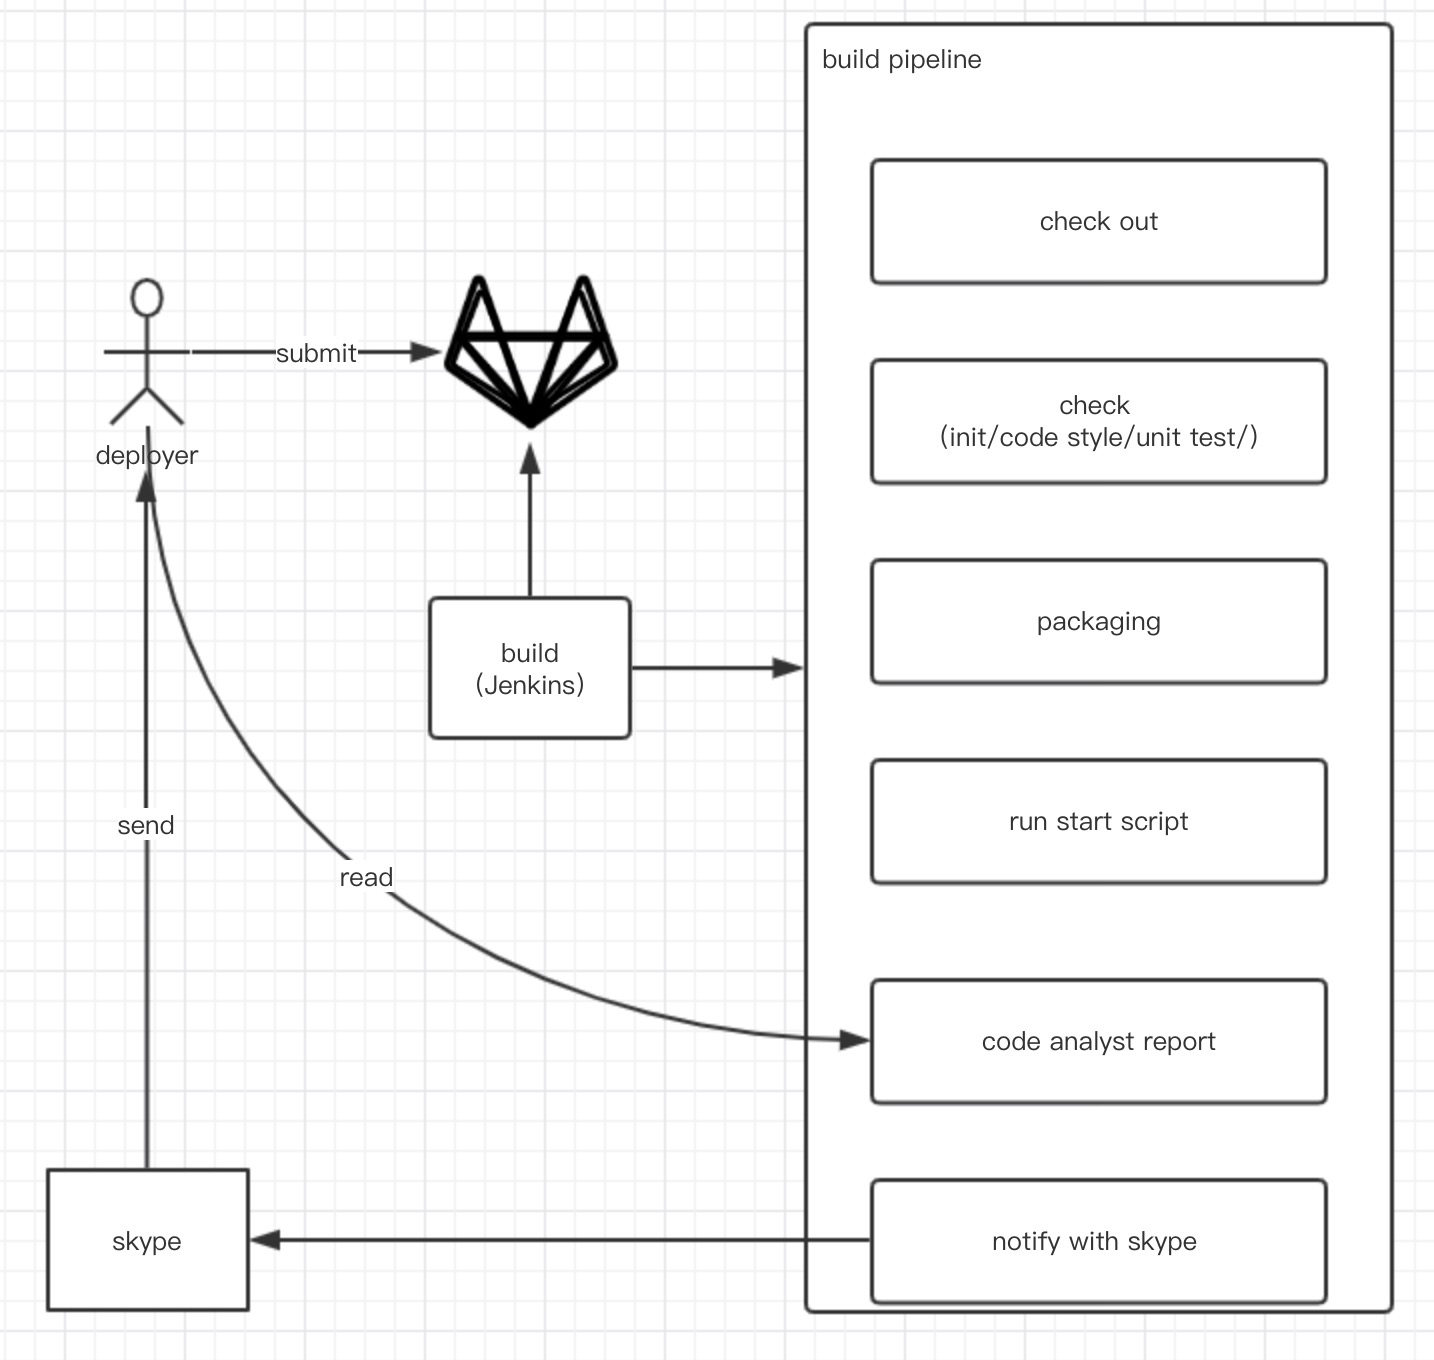 build pipeline
check out
submit
check
(init/code style/unit test/)
deployer
packaging
build
(Jenkins)
run start script
send
read
code analyst report
skype
notify with skype